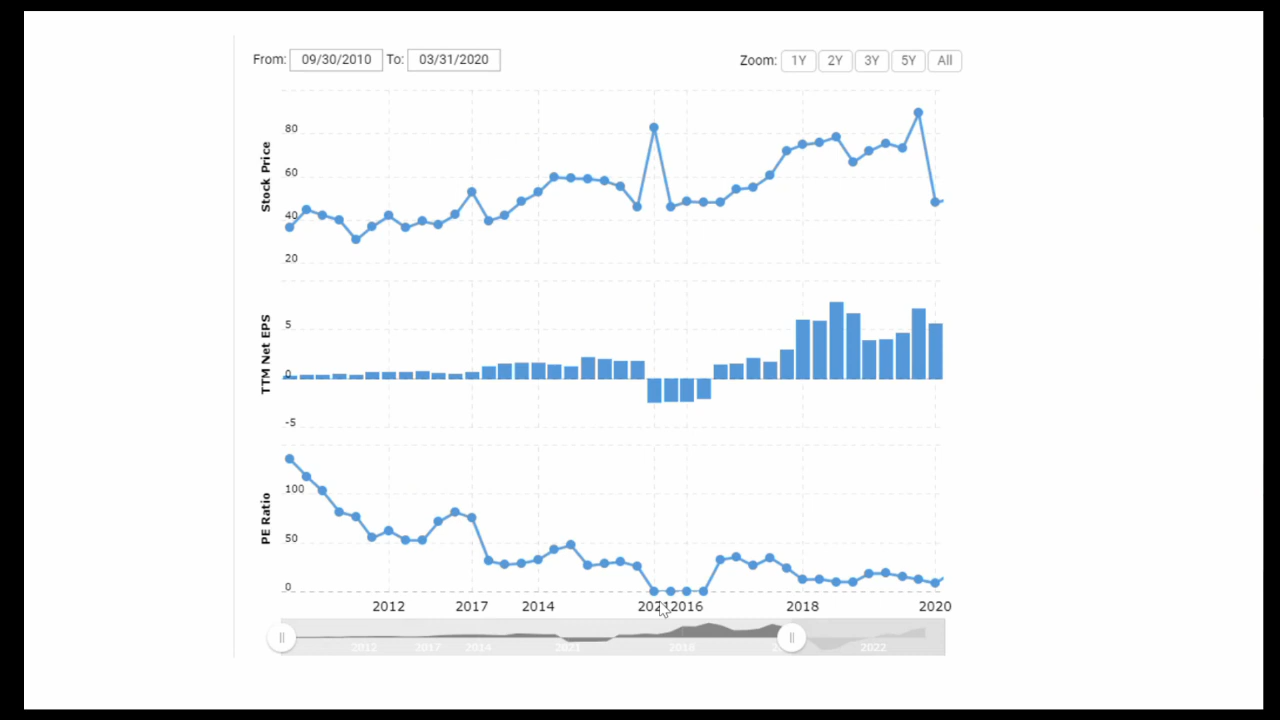 From: 09/30/2010 To: 03/31/2020
Zoom: 1Y 2Y 3Y 5Y All
Stock Price
80
60
40
20
TTM Net EPS
5
0
-5
PE Ratio
100
50
0
2012 2017 2014 2021 2016 2018 2020
2012 2017 2014 2021 2018 2022